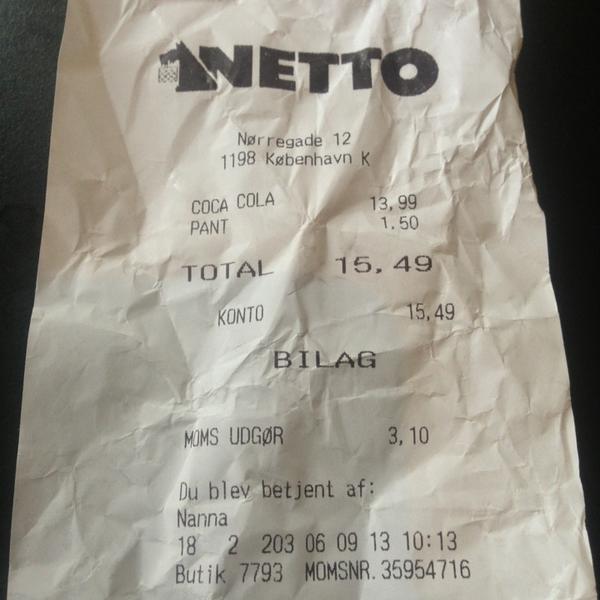 NETTO
Nørregade 12
1198 København K
COCA COLA 13,99
PANT 1.50
TOTAL 15,49
KONTO 15,49
BILAG
MOMS UDGØR 3,10
Du blev betjent af:
Nanna
18 2 203 06 09 13 10:13
Butik 7793 MOMSNR.35954716